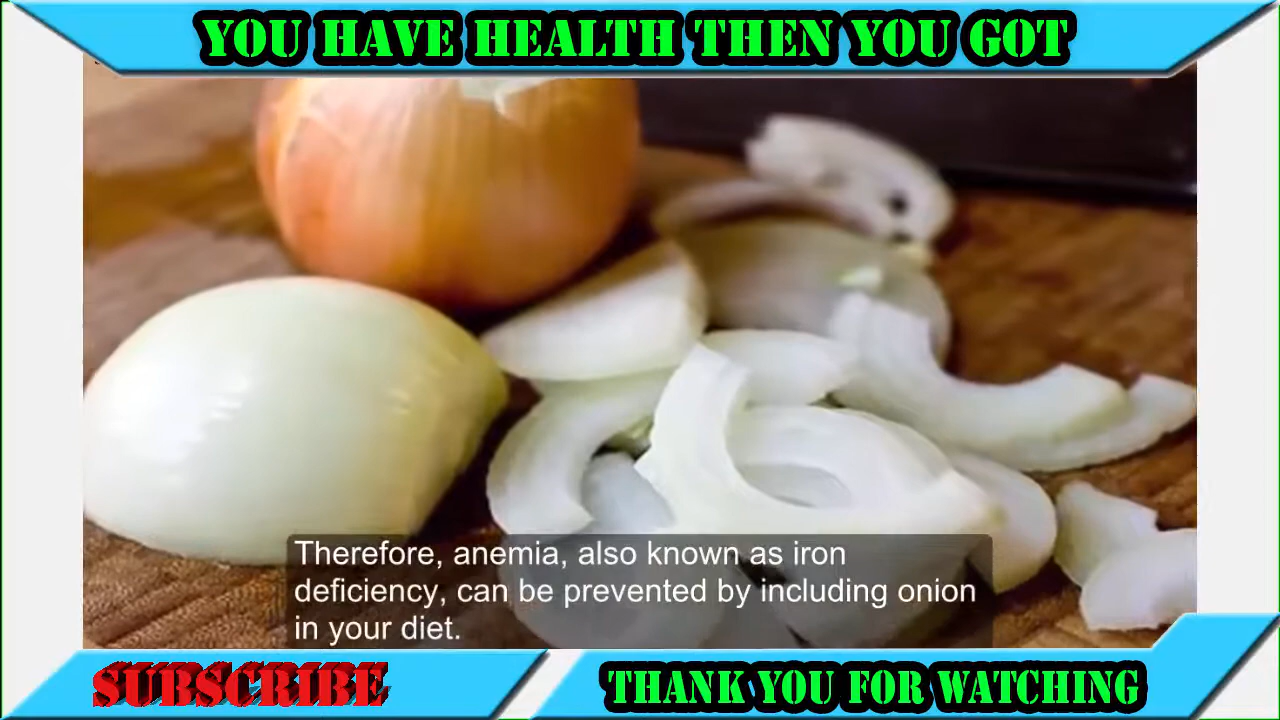 YOU HAVE HEALTH THEN YOU GOT
Therefore, anemia, also known as iron
deficiency, can be prevented by including onion
in your diet.
SUBSCRIBE
THANK YOU FOR WATCHING